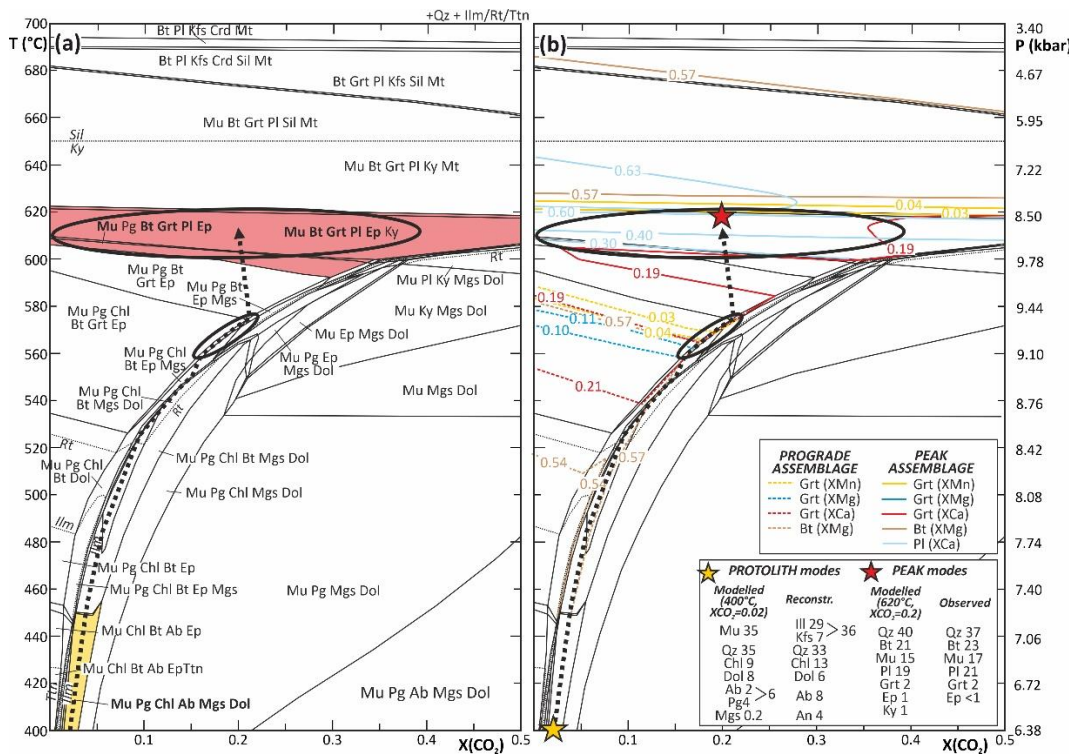 +Qz + Ilm/Rt/Ttn
700
T (°C)
(a)
Bt Pl Kfs Crd Mt
Bt Pl Kfs Crd Sil Mt
680
Bt Grt Pl Kfs Sil Mt
660
Mu Bt Grt Pl Sil Mt
Sil
Ky
640
Mu Bt Grt Pl Ky Mt
620
Mu Pg Bt Grt Pl Ep
Mu Bt Grt Pl Ep Ky
600
Rt
Mu Pg Bt
Grt Ep
Mu Pl Ky Mgs Dol
Mu Pg Bt
Ep Mgs
580
Mu Pg Chl
Bt Grt Ep
Mu Ky Mgs Dol
Mu Ep Mgs Dol
560
Mu Pg Chl
Bt Ep Mgs
Mu Pg Ep
Mgs Dol
540
Mu Pg Chl
Bt Mgs Dol
Rt
520
Rt
Mu Pg Chl
Bt Dol
Mu Pg Chl Bt Mgs Dol
500
Mu Pg Chl Mgs Dol
Ilm
480
Ilm
Mu Pg Chl Bt Ep
460
Mu Pg Chl Bt Ep Mgs
Mu Pg Mgs Dol
440
Mu Chl Bt Ab Ep
Mu Chl Bt Ab EpTtn
420
Ttn
Ilm
Mu Pg Chl Ab Mgs Dol
Mu Pg Ab Mgs Dol
400
0.1
0.2
0.3
0.4
0.5
X(CO2)
(b)
3.40
P (kbar)
0.57
4.67
5.95
7.22
0.63
0.57
0.04
0.60
0.03
8.50
0.40
0.30
0.19
9.78
0.19
0.19
0.03
9.44
0.11
0.57
0.10
0.04
9.10
0.21
8.76
8.42
0.54
0.57
0.54
8.08
7.74
7.40
7.06
6.72
6.38
PROGRADE
ASSEMBLAGE
Grt (XMn)
Grt (XMg)
Grt (XCa)
Bt (XMg)
PEAK
ASSEMBLAGE
Grt (XMn)
Grt (XMg)
Grt (XCa)
Bt (XMg)
Pl (XCa)
PROTOLITH modes
Modelled
(400°C,
XCO2=0.02)
Reconstr.
Mu 35
Ill 29
Kfs 7 >36
Qz 35
Qz 33
Chl 9
Chl 13
Dol 8
Dol 6
Ab 2
Pg4 >6
Ab 8
Mgs 0.2
An 4
PEAK modes
Modelled
(620°C,
XCO2=0.2)
Observed
Qz 40
Qz 37
Bt 21
Bt 23
Mu 15
Mu 17
Pl 19
Pl 21
Grt 2
Grt 2
Ep 1
Ep <1
Ky 1
0.1
0.2
0.3
0.4
0.5
X(CO2)